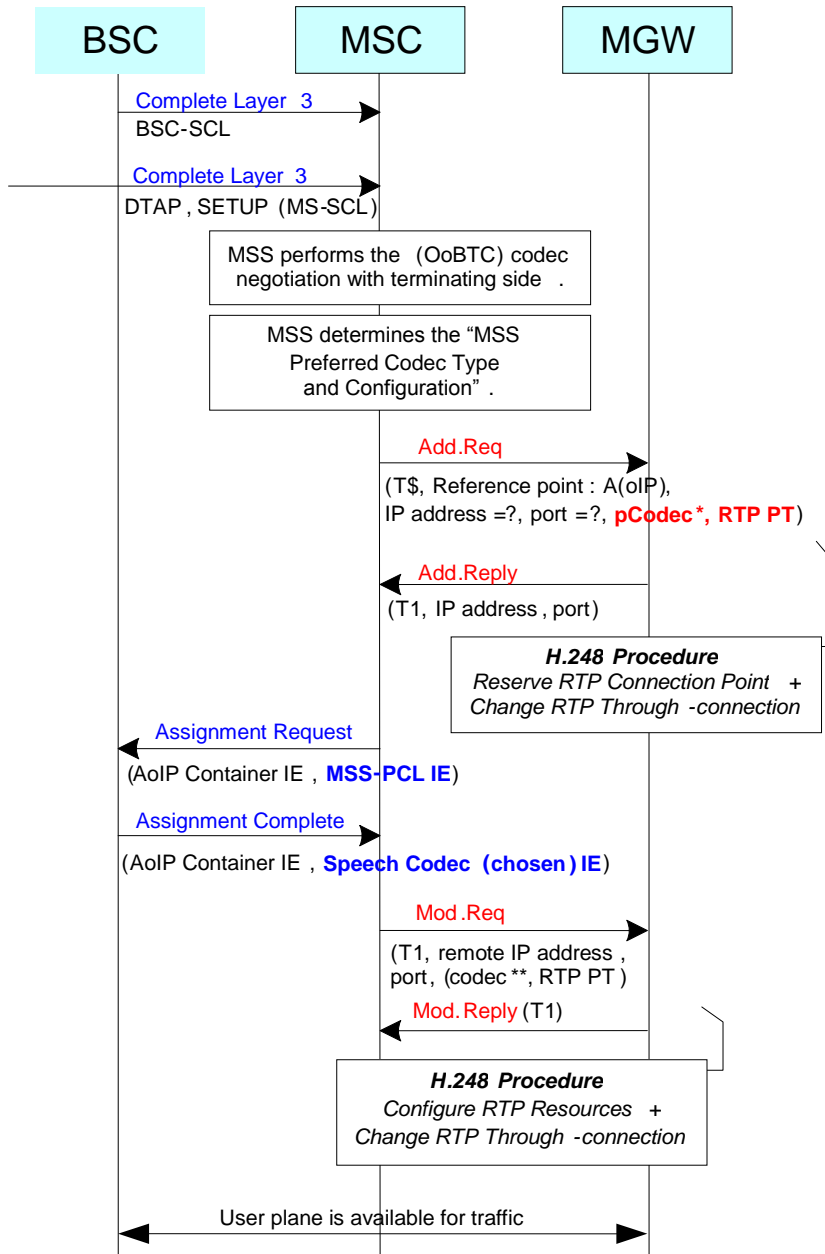 BSC MSC MGW
Complete Layer 3
BSC-SCL
Complete Layer 3
DTAP , SETUP (MS-SCL)
MSS performs the (OoBTC) codec
negotiation with terminating side .
MSS determines the “MSS
Preferred Codec Type
and Configuration” .
Add.Req
(T$, Reference point : A(oIP),
IP address =?, port =?, pCodec*, RTP PT)
Add.Reply
(T1, IP address , port)
H.248 Procedure
Reserve RTP Connection Point +
Change RTP Through -connection
Assignment Request
(AoIP Container IE , MSS-PCL IE)
Assignment Complete
(AoIP Container IE , Speech Codec (chosen) IE)
Mod.Req
(T1, remote IP address ,
port, (codec **, RTP PT )
Mod.Reply (T1)
H.248 Procedure
Configure RTP Resources +
Change RTP Through -connection
User plane is available for traffic